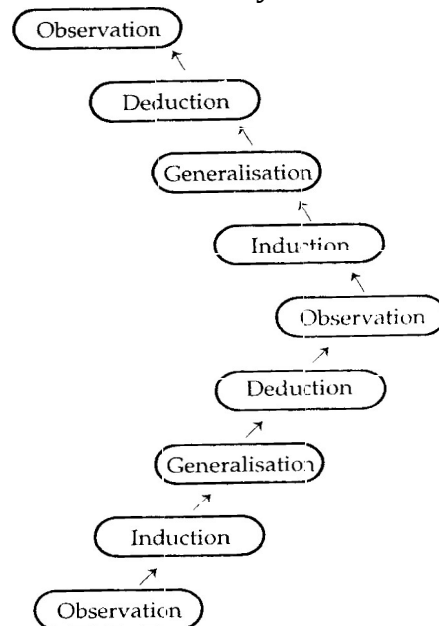 Observation
Deduction
Generalisation
Induction
Observation
Deduction
Generalisation
Induction
Observation